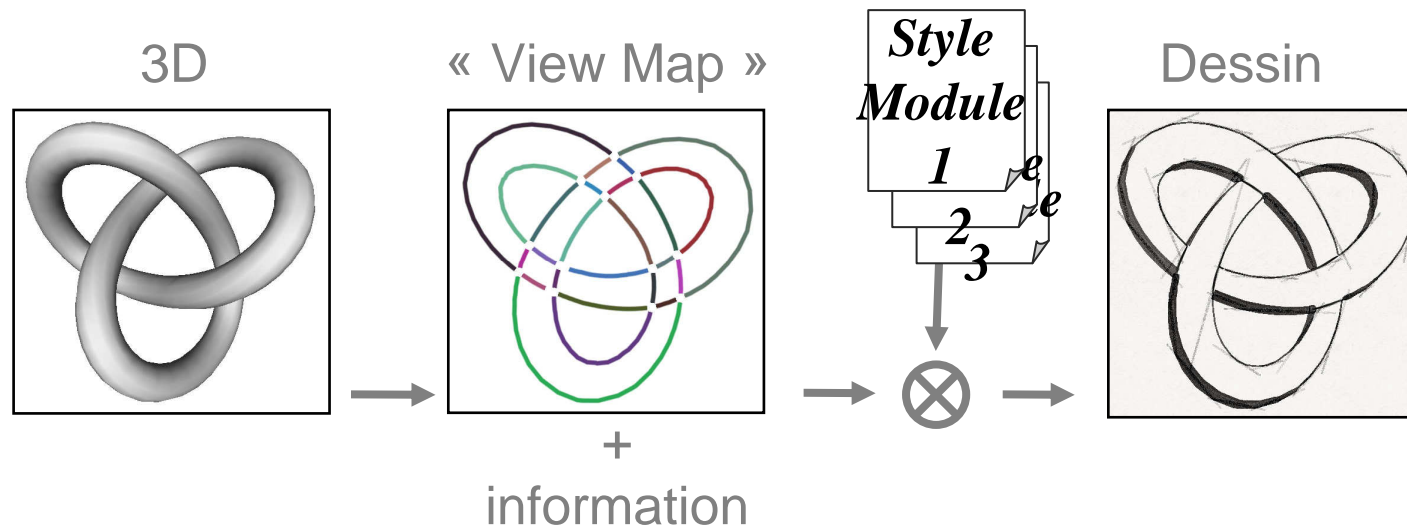 3D
« View Map »
Style
Module
1
e
2
e
3
Dessin
+
information